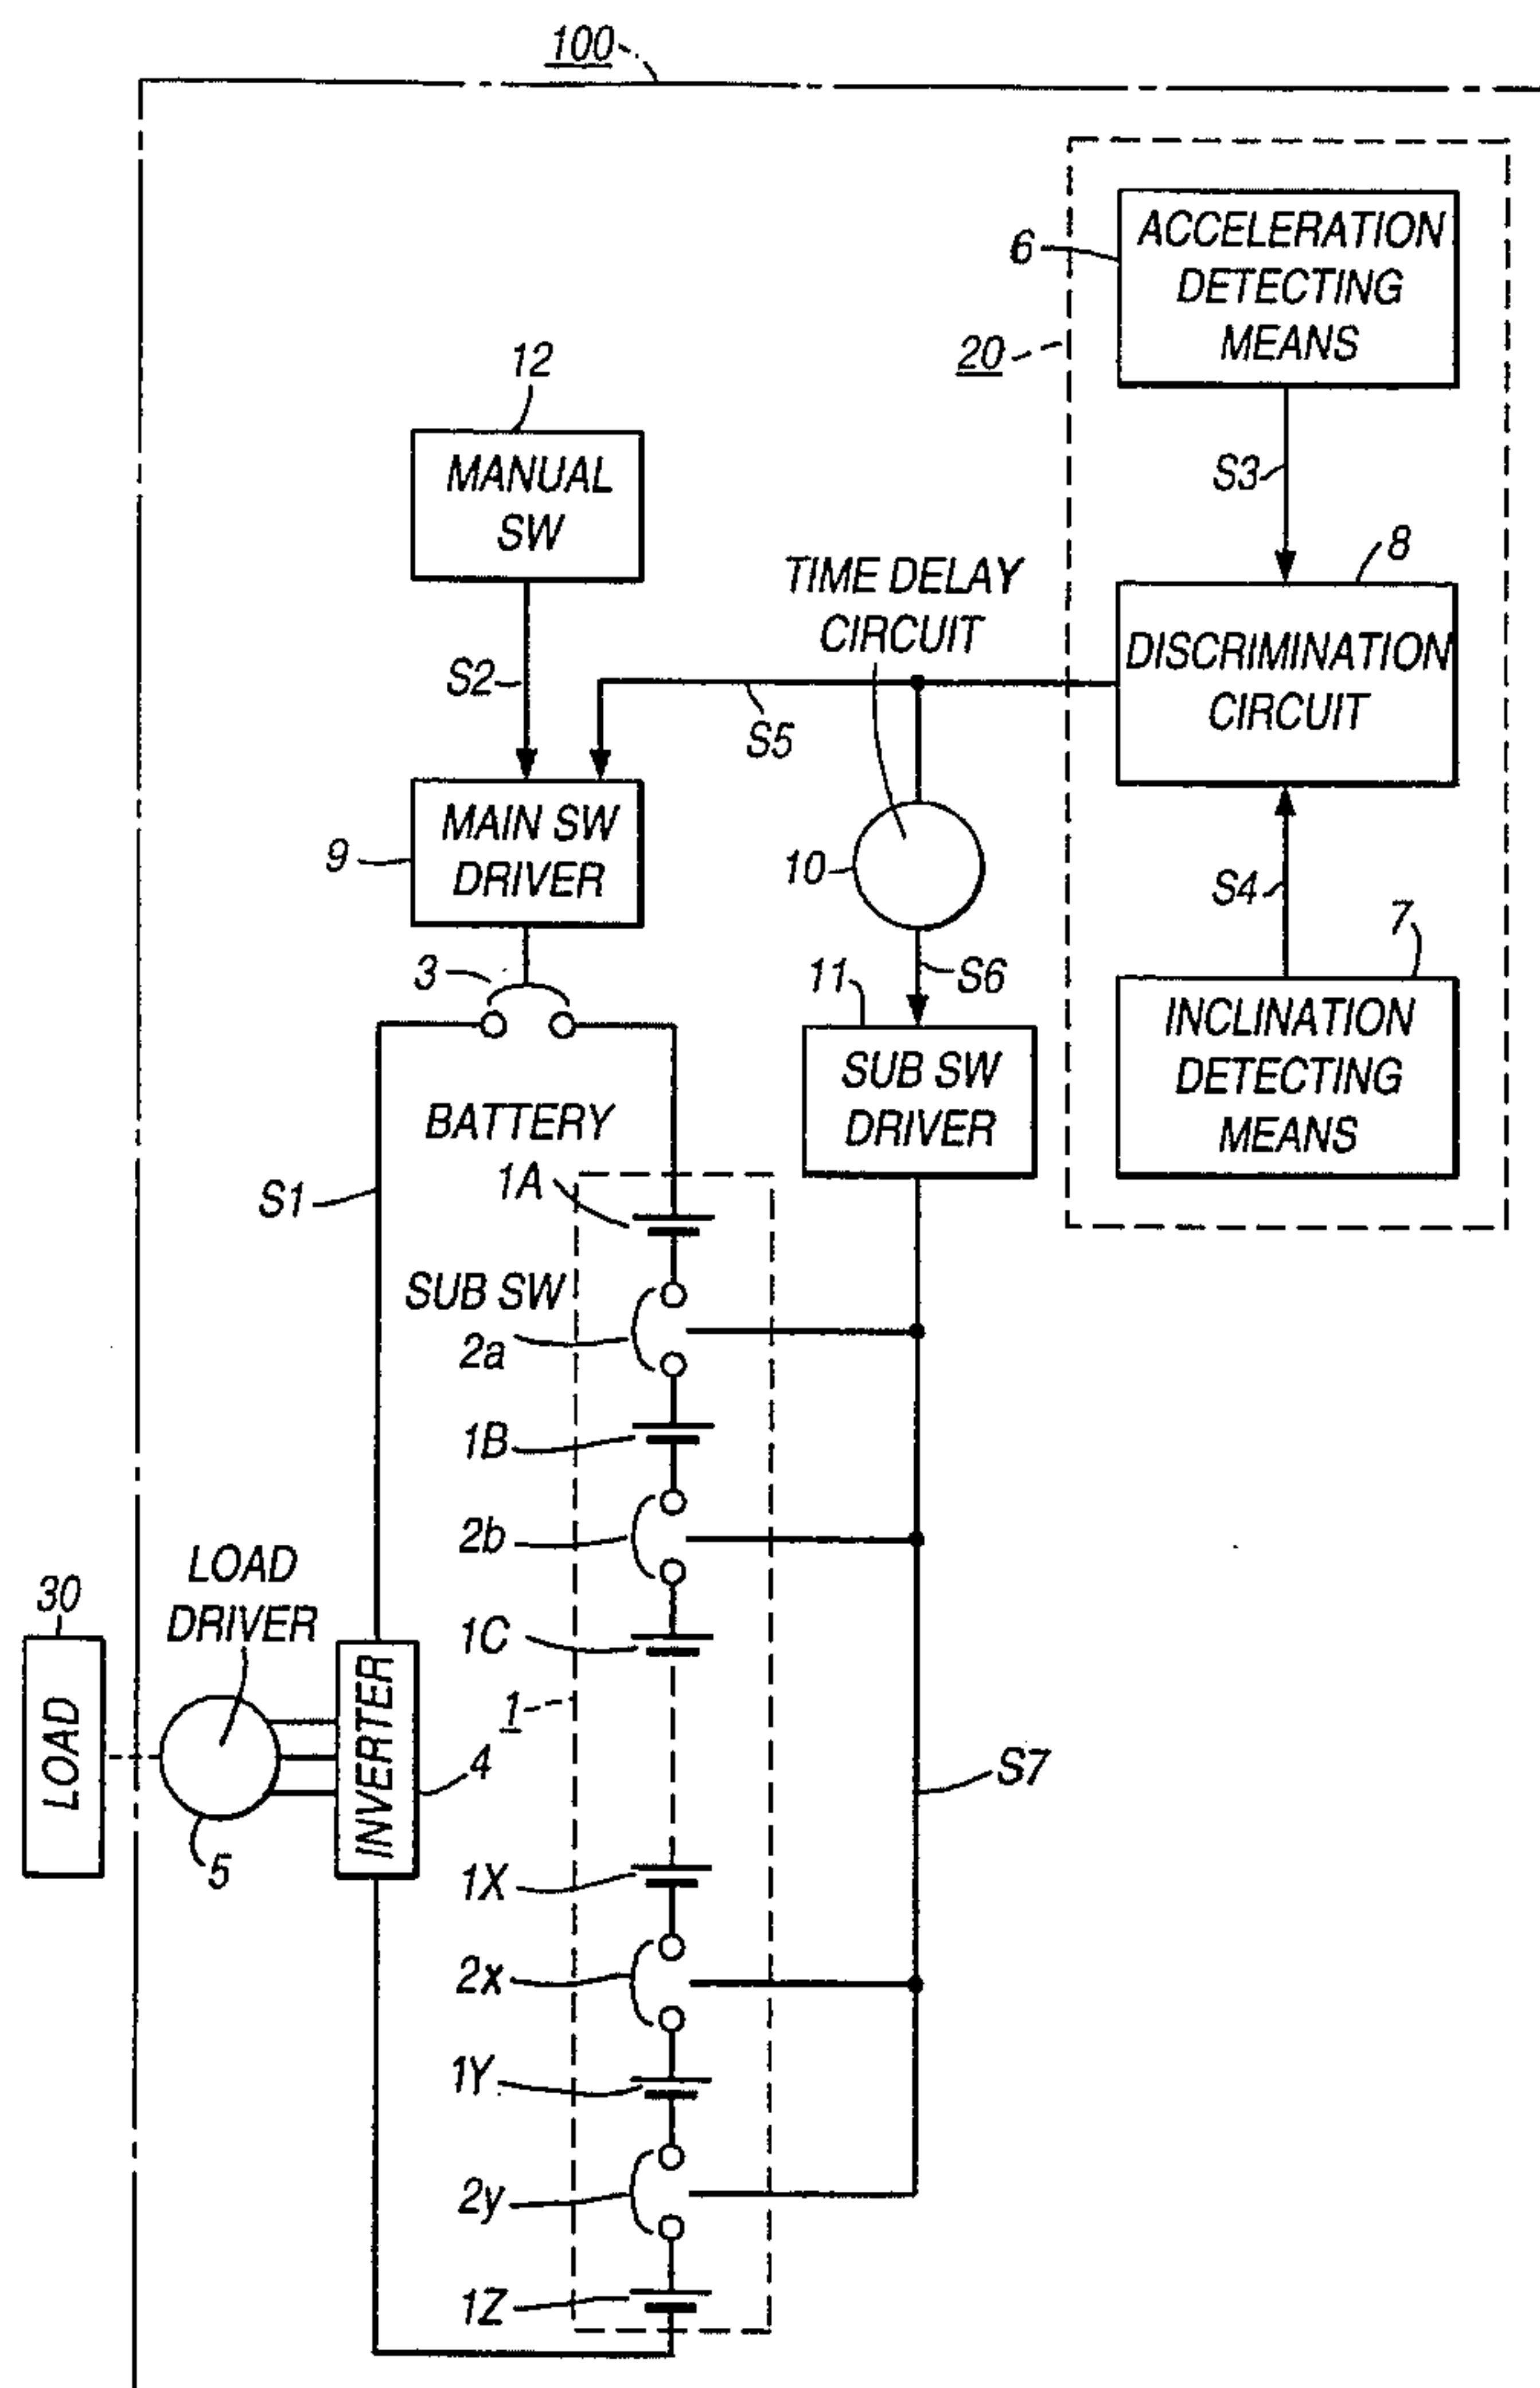 100
ACCELERATION
DETECTING
MEANS
6
20
12
MANUAL
SW
S3
8
TIME DELAY
CIRCUIT
DISCRIMINATION
CIRCUIT
S2
S5
MAIN SW
DRIVER
9
10
S4
7
3
11
S6
INCLINATION
DETECTING
MEANS
SUB SW
DRIVER
BATTERY
1A
S1
SUB SW
2a
1B
2b
LOAD
DRIVER
30
1C
LOAD
INVERTER
1
4
S7
5
1X
2x
1Y
2y
1Z